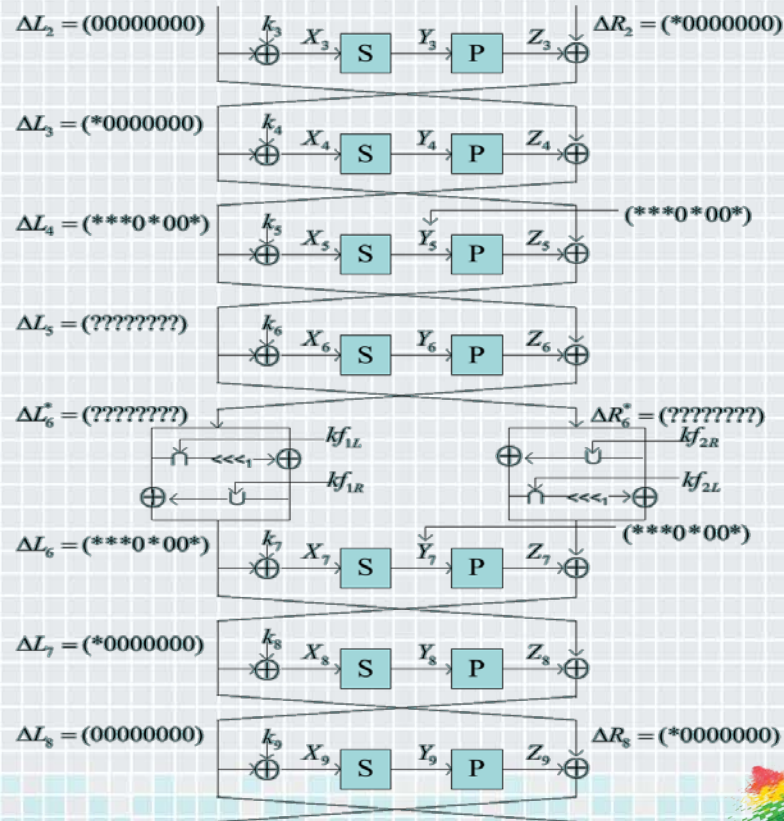 ΔL₂ = (00000000) k₃ X₃ S Y₃ P Z₃ ΔR₂ = (*0000000)
ΔL₃ = (*0000000) k₄ X₄ S Y₄ P Z₄
ΔL₄ = (***0*00*) k₅ X₅ S Y₅ P Z₅ (***0*00*)
ΔL₅ = (????????) k₆ X₆ S Y₆ P Z₆
ΔL₆* = (????????) ΔR₆* = (????????)
kf₁L kf₂R
∩ <<<₁ ∪
kf₁R kf₂L
∪ ∩ <<<₁
ΔL₆ = (***0*00*) k₇ X₇ S Y₇ P Z₇ (***0*00*)
ΔL₇ = (*0000000) k₈ X₈ S Y₈ P Z₈
ΔL₈ = (00000000) k₉ X₉ S Y₉ P Z₉ ΔR₈ = (*0000000)